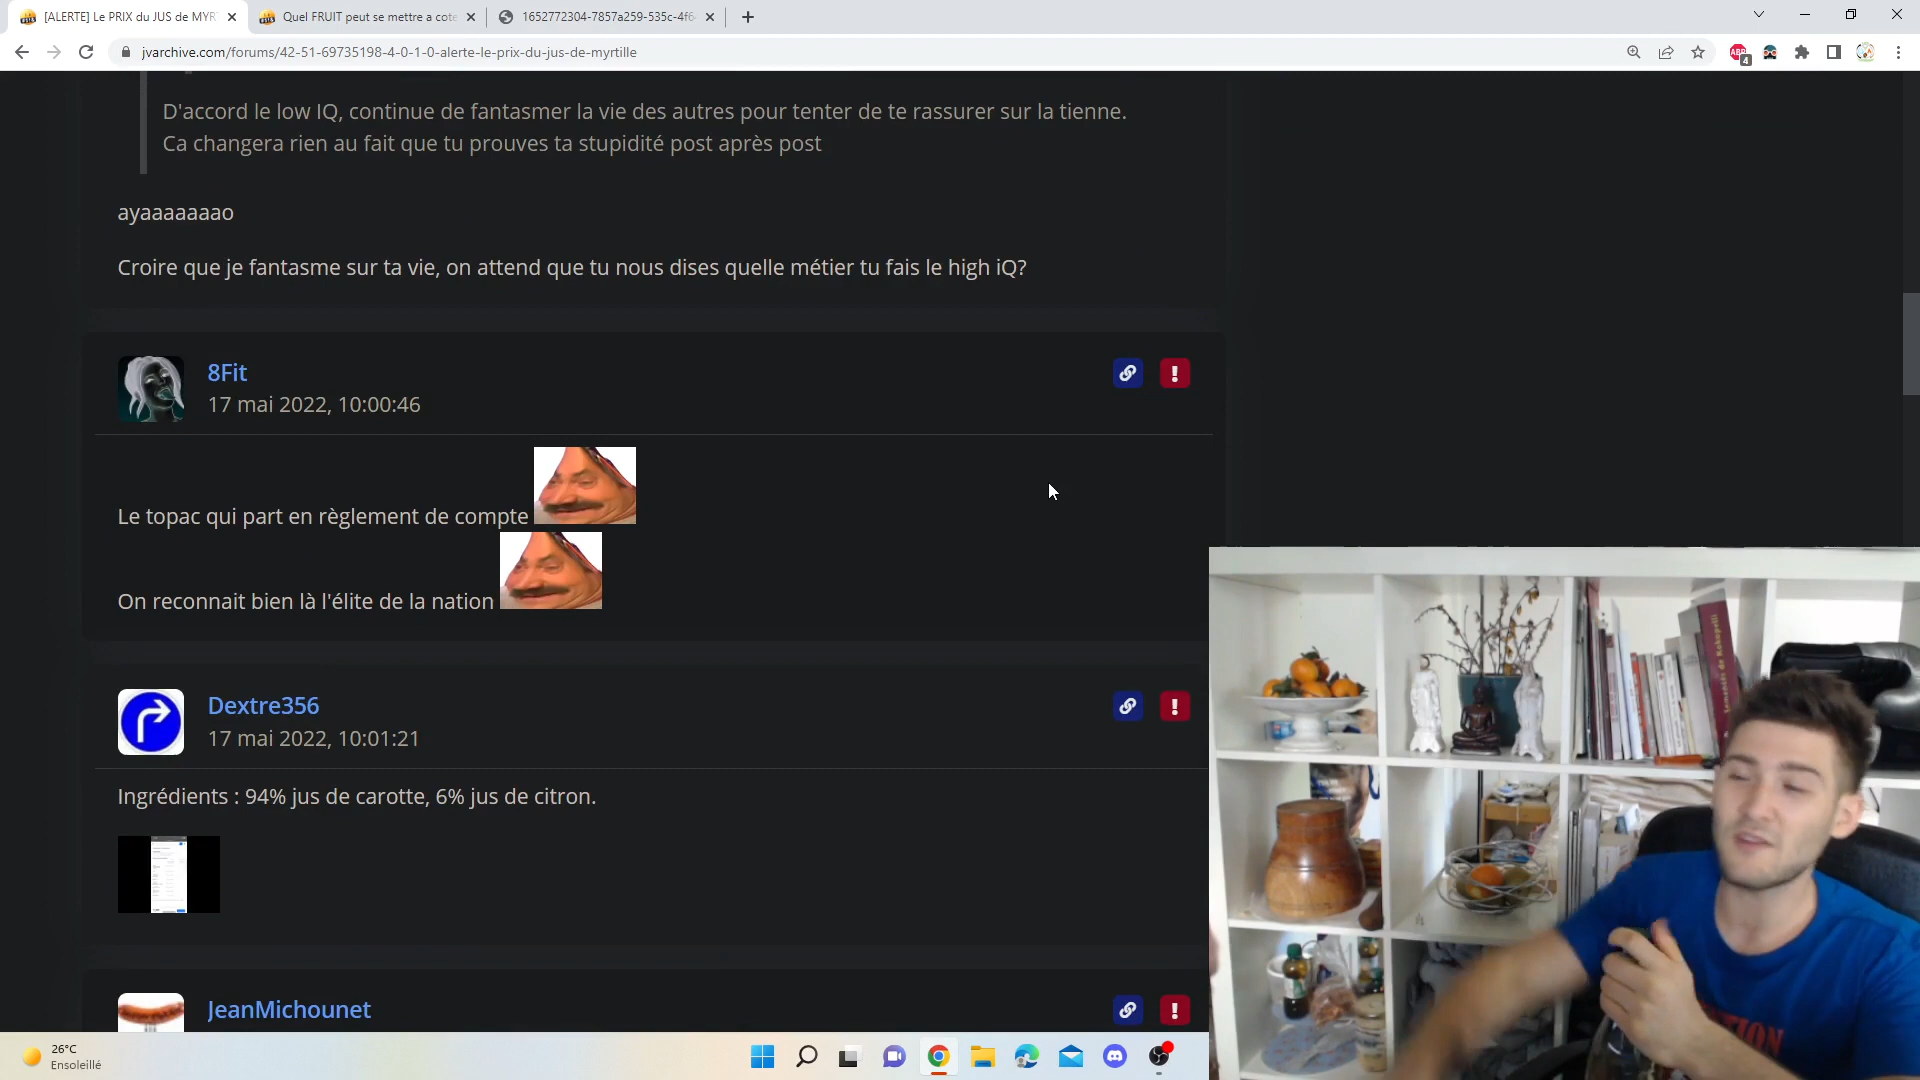 [ALERTE] Le PRIX du JUS de MYR
Quel FRUIT peut se mettre a cote
1652772304-7857a259-535c-4f6
jvarchive.com/forums/42-51-69735198-4-0-1-0-alerte-le-prix-du-jus-de-myrtille
ABP
4
D'accord le low IQ, continue de fantasmer la vie des autres pour tenter de te rassurer sur la tienne.
Ca changera rien au fait que tu prouves ta stupidité post après post
ayaaaaaaao
Croire que je fantasme sur ta vie, on attend que tu nous dises quelle métier tu fais le high iQ?
8Fit
17 mai 2022, 10:00:46
Le topac qui part en règlement de compte
On reconnait bien là l'élite de la nation
Dextre356
17 mai 2022, 10:01:21
Ingrédients : 94% jus de carotte, 6% jus de citron.
JeanMichounet
26°C
Ensoleillé